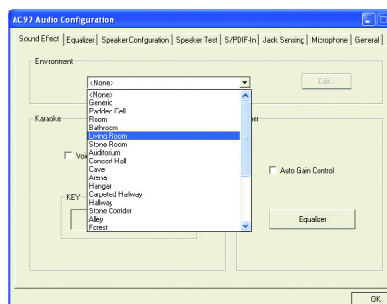 AC97 Audio Configuration
Sound Effect Equalizer Speaker Configuration Speaker Test S/PDIF-In Jack Sensing Microphone General
Environment
<None>
Edit...
<None>
Generic
Padded Cell
Room
Bathroom
Living Room
Stone Room
Auditorium
Concert Hall
Cave
Arena
Hangar
Carpeted Hallway
Hallway
Stone Corridor
Alley
Forest
Karaoke
Auto Gain Control
KEY
Equalizer
OK